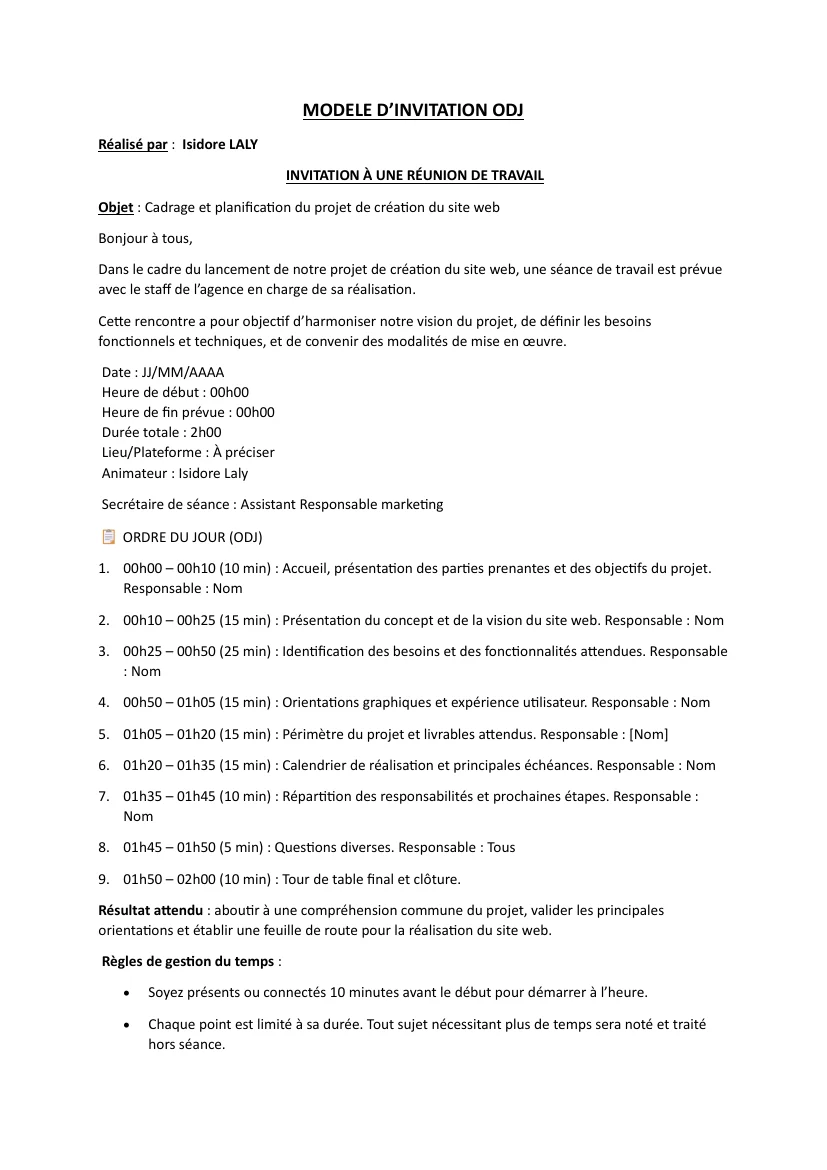 MODELE D’INVITATION ODJ
Réalisé par : Isidore LALY
INVITATION À UNE RÉUNION DE TRAVAIL
Objet : Cadrage et planification du projet de création du site web
Bonjour à tous,
Dans le cadre du lancement de notre projet de création du site web, une séance de travail est prévue
avec le staff de l’agence en charge de sa réalisation.
Cette rencontre a pour objectif d’harmoniser notre vision du projet, de définir les besoins
fonctionnels et techniques, et de convenir des modalités de mise en œuvre.
Date : JJ/MM/AAAA
Heure de début : 00h00
Heure de fin prévue : 00h00
Durée totale : 2h00
Lieu/Plateforme : À préciser
Animateur : Isidore Laly
Secrétaire de séance : Assistant Responsable marketing
📋 ORDRE DU JOUR (ODJ)
1. 00h00 – 00h10 (10 min) : Accueil, présentation des parties prenantes et des objectifs du projet.
Responsable : Nom
2. 00h10 – 00h25 (15 min) : Présentation du concept et de la vision du site web. Responsable : Nom
3. 00h25 – 00h50 (25 min) : Identification des besoins et des fonctionnalités attendues. Responsable
: Nom
4. 00h50 – 01h05 (15 min) : Orientations graphiques et expérience utilisateur. Responsable : Nom
5. 01h05 – 01h20 (15 min) : Périmètre du projet et livrables attendus. Responsable : [Nom]
6. 01h20 – 01h35 (15 min) : Calendrier de réalisation et principales échéances. Responsable : Nom
7. 01h35 – 01h45 (10 min) : Répartition des responsabilités et prochaines étapes. Responsable :
Nom
8. 01h45 – 01h50 (5 min) : Questions diverses. Responsable : Tous
9. 01h50 – 02h00 (10 min) : Tour de table final et clôture.
Résultat attendu : aboutir à une compréhension commune du projet, valider les principales
orientations et établir une feuille de route pour la réalisation du site web.
Règles de gestion du temps :
• Soyez présents ou connectés 10 minutes avant le début pour démarrer à l’heure.
• Chaque point est limité à sa durée. Tout sujet nécessitant plus de temps sera noté et traité
hors séance.